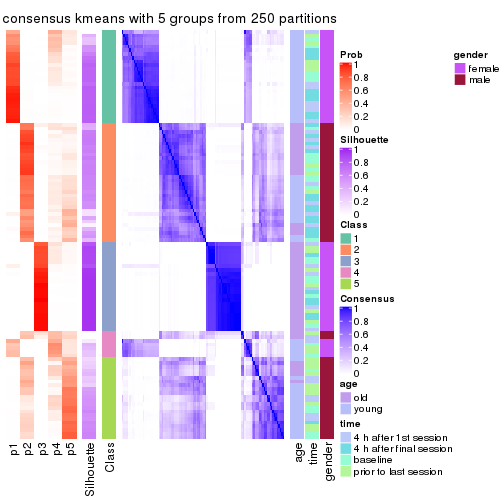 consensus kmeans with 5 groups from 250 partitions
Prob
1
0.8
0.6
0.4
0.2
0
gender
female
male
Silhouette
1
0.8
0.6
0.4
0.2
0
Class
1
2
3
4
5
Consensus
1
0.8
0.6
0.4
0.2
0
age
old
young
time
4 h after 1st session
4 h after final session
baseline
prior to last session
p1
p2
p3
p4
p5
Silhouette
Class
age
time
gender